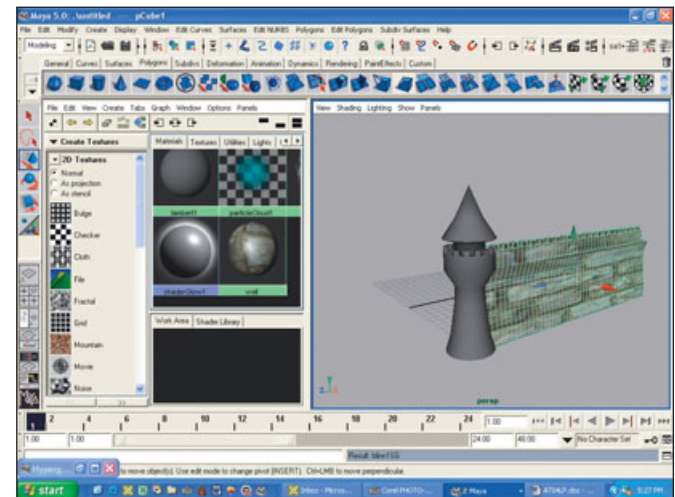 Maya 5.0: .\untitled --- pCube1
File Edit Modify Create Display Window Edit Curves Surfaces Edit NURBS Polygons Edit Polygons Subdiv Surfaces Help
Modeling
General Curves Surfaces Polygons Subdivs Deformation Animation Dynamics Rendering PaintEffects Custom
File Edit View Create Tabs Graph Window Options Panels
View Shading Lighting Show Panels
Create Textures
Materials Textures Utilities Lights
2D Textures
Normal
As projection
As stencil
Bulge
Checker
Cloth
File
Fractal
Grid
Mountain
Movie
Noise
lambert1 particleCloud1
shaderGlow1 wall
Work Area Shader Library
persp
2 4 6 8 10 12 14 16 18 20 22 24 1.00
1
1.00 1.00 24.00 48.00 No Character Set
Result: blinn1SG
to move object(s). Use edit mode to change pivot (INSERT). Ctrl+LMB to move perpendicular.
start Inbox - Micros... Corel PHOTO-... 2 Maya 5:27 PM